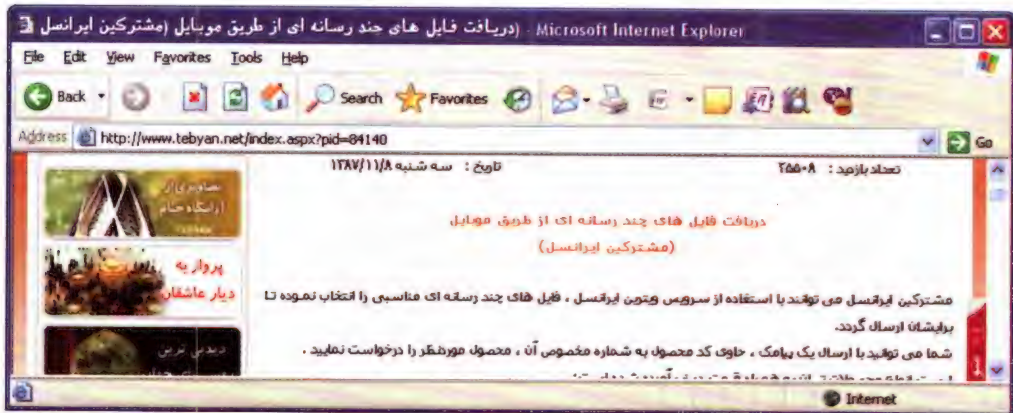 دریافت فایل های چند رسانه ای از طریق موبایل (مشترکین ایرانسل) - Microsoft Internet Explorer
File Edit View Favorites Tools Help
Back Search Favorites
Address http://www.tebyan.net/index.aspx?pid=84140 Go
تعداد بازدید : ۲۵۵۰۸ تاریخ : سه شنبه ۱۳۸۷/۱۱/۸
دریافت فایل های چند رسانه ای از طریق موبایل
(مشترکین ایرانسل)
مشترکین ایرانسل می توانند با استفاده از سرویس ویترین ایرانسل ، فایل های چند رسانه ای مناسبی را انتخاب نموده تا
برایشان ارسال گردد.
شما می توانید با ارسال یک پیامک ، حاوی کد محصول به شماره مخصوص آن ، محصول موردنظر را درخواست نمایید .
تصاویری از
پرواز به
دیار عاشقان
دیدنی ترین
Internet